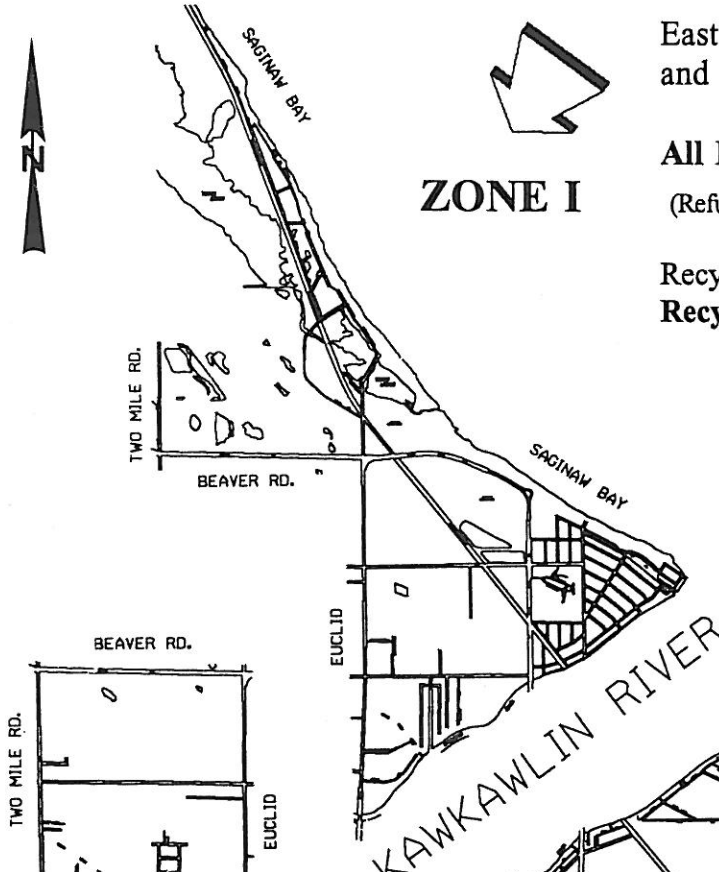 SAGINAW BAY
East
and
N
ZONE I
All
(Refu
Recy
Recy
TWO MILE RD.
BEAVER RD.
SAGINAW BAY
EUCLID
BEAVER RD.
KAWKAWLIN RIVER
TWO MILE RD.
EUCLID